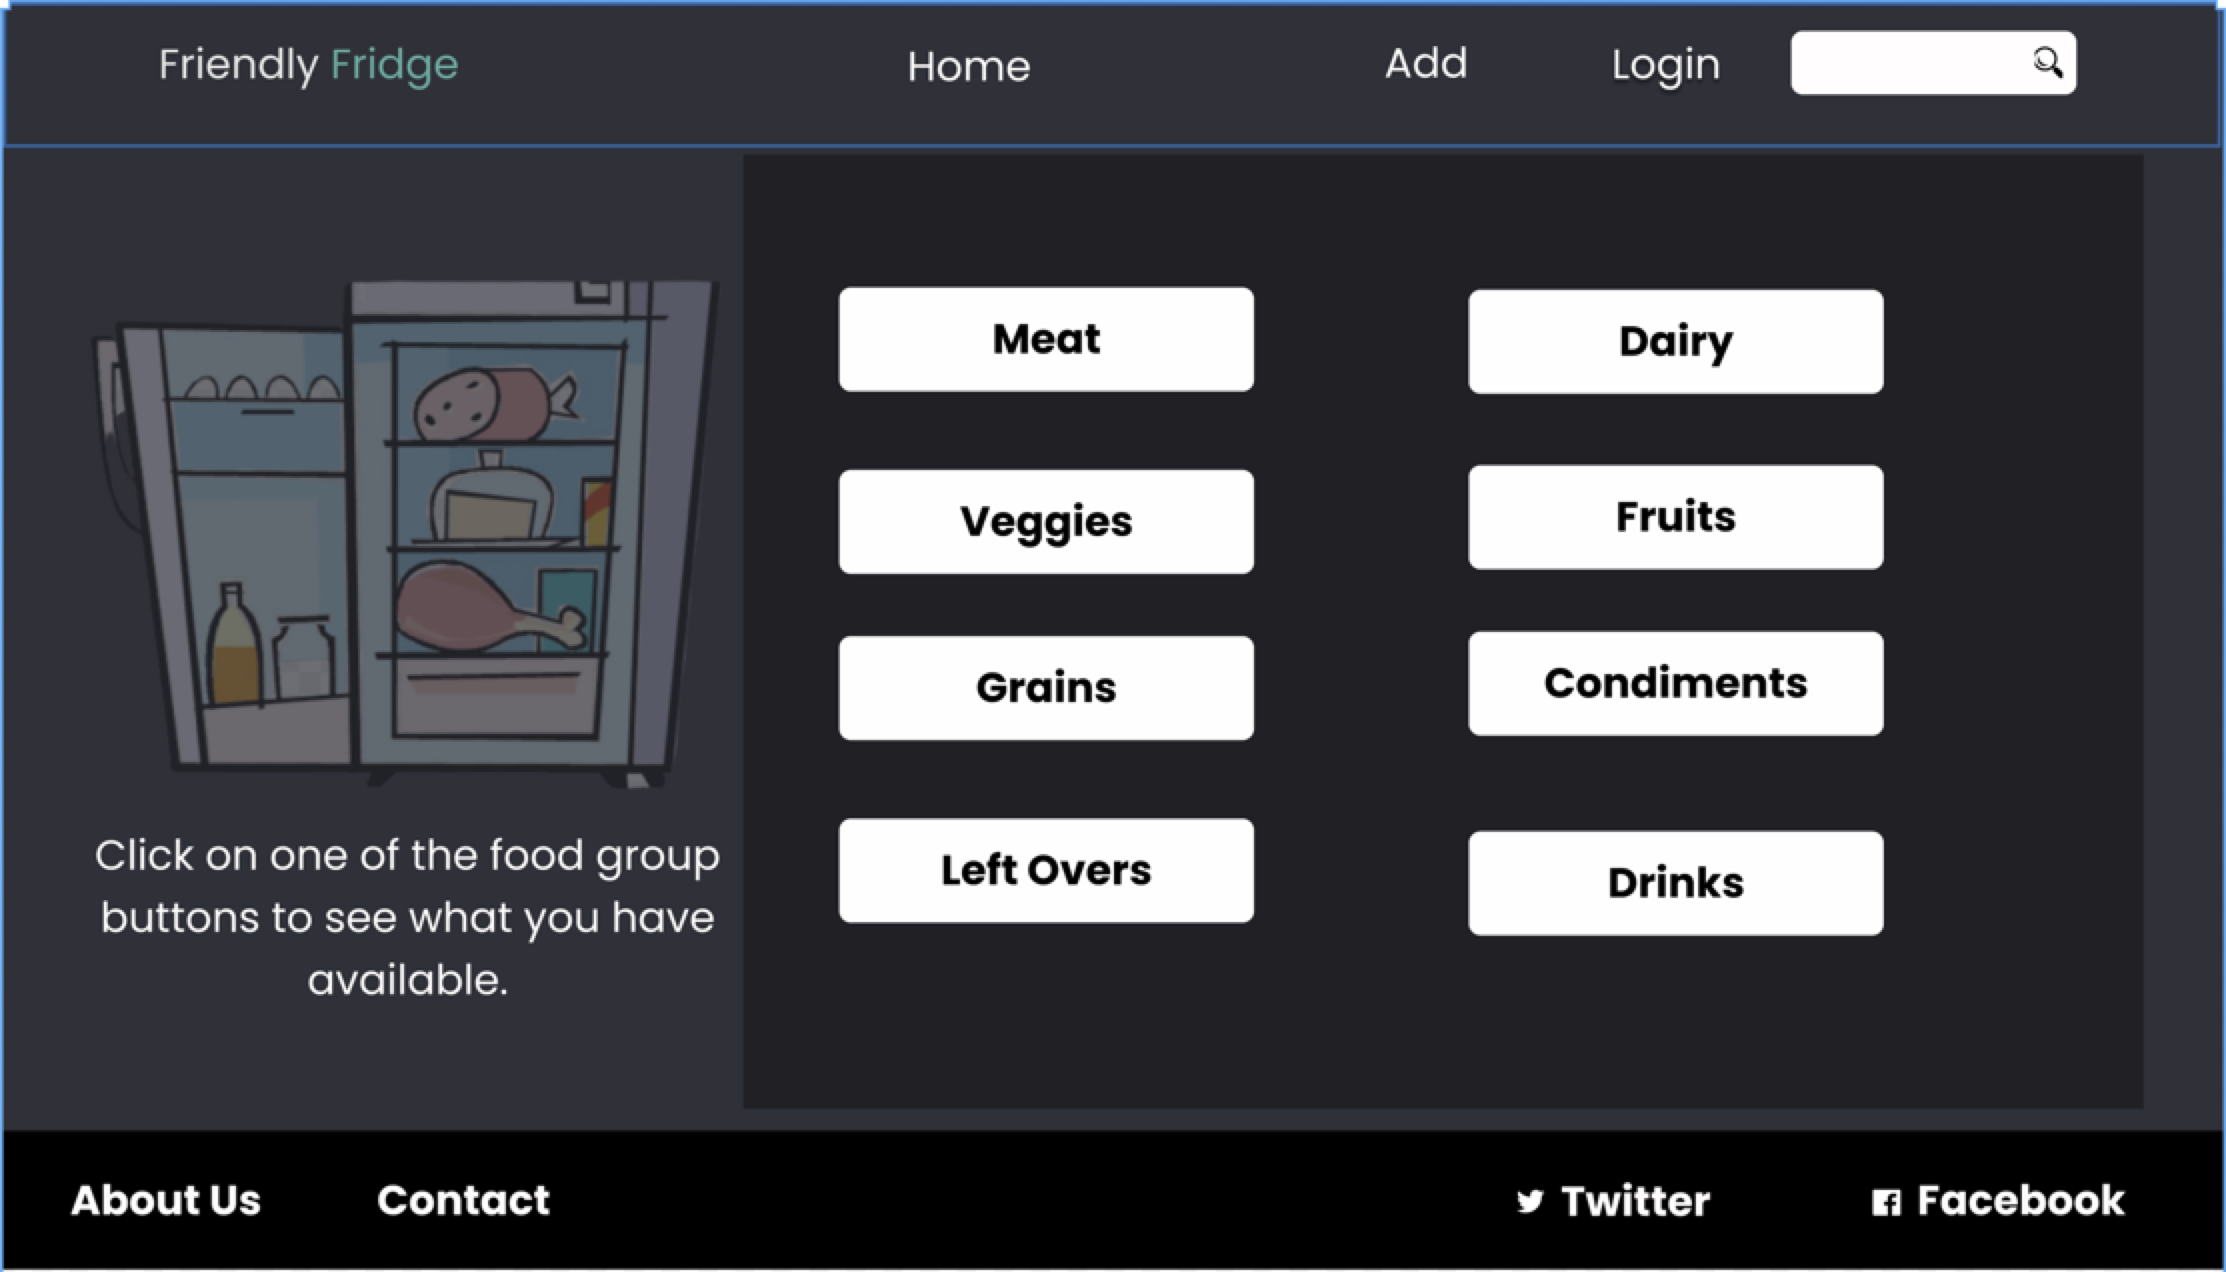 Friendly Fridge
Home
Add
Login
Meat
Dairy
Veggies
Fruits
Grains
Condiments
Left Overs
Drinks
Click on one of the food group
buttons to see what you have
available.
About Us
Contact
Twitter
Facebook